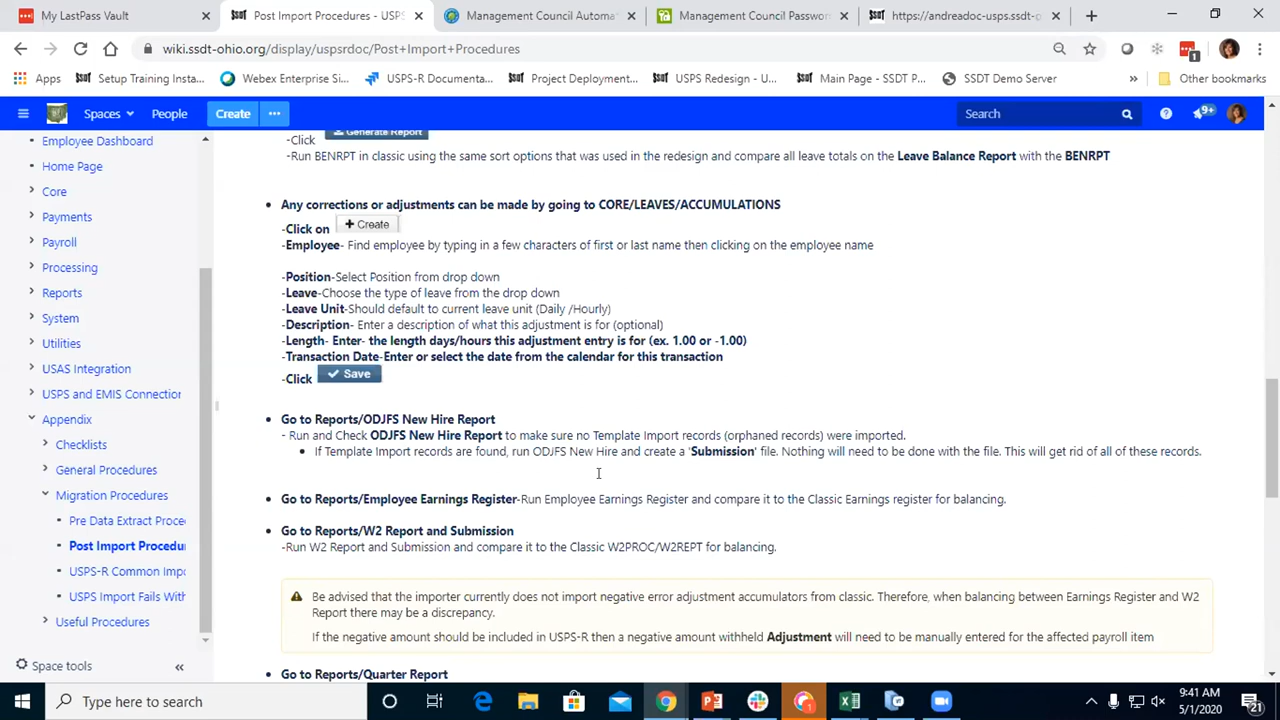 My LastPass Vault
Post Import Procedures - USPS
Management Council Automa
Management Council Passwor
https://andreadoc-usps.ssdt-p
wiki.ssdt-ohio.org/display/uspsrdoc/Post+Import+Procedures
1
Apps
Setup Training Insta...
Webex Enterprise Si...
USPS-R Documenta...
Project Deployment...
USPS Redesign - U...
Main Page - SSDT P...
SSDT Demo Server
»
Other bookmarks
Spaces
People
Create
...
Search
9+
Employee Dashboard
Home Page
Core
Payments
Payroll
Processing
Reports
System
Utilities
USAS Integration
USPS and EMIS Connection
Appendix
Checklists
General Procedures
Migration Procedures
Pre Data Extract Proce
Post Import Procedu
USPS-R Common Impo
USPS Import Fails With
Useful Procedures
Space tools
«
-Click Generate Report
-Run BENRPT in classic using the same sort options that was used in the redesign and compare all leave totals on the Leave Balance Report with the BENRPT
• Any corrections or adjustments can be made by going to CORE/LEAVES/ACCUMULATIONS
-Click on + Create
-Employee- Find employee by typing in a few characters of first or last name then clicking on the employee name
-Position-Select Position from drop down
-Leave-Choose the type of leave from the drop down
-Leave Unit-Should default to current leave unit (Daily /Hourly)
-Description- Enter a description of what this adjustment is for (optional)
-Length- Enter- the length days/hours this adjustment entry is for (ex. 1.00 or -1.00)
-Transaction Date-Enter or select the date from the calendar for this transaction
-Click Save
• Go to Reports/ODJFS New Hire Report
- Run and Check ODJFS New Hire Report to make sure no Template Import records (orphaned records) were imported.
• If Template Import records are found, run ODJFS New Hire and create a 'Submission' file. Nothing will need to be done with the file. This will get rid of all of these records.
• Go to Reports/Employee Earnings Register-Run Employee Earnings Register and compare it to the Classic Earnings register for balancing.
• Go to Reports/W2 Report and Submission
-Run W2 Report and Submission and compare it to the Classic W2PROC/W2REPT for balancing.
Be advised that the importer currently does not import negative error adjustment accumulators from classic. Therefore, when balancing between Earnings Register and W2
Report there may be a discrepancy.
If the negative amount should be included in USPS-R then a negative amount withheld Adjustment will need to be manually entered for the affected payroll item
Go to Reports/Quarter Report
Type here to search
9:41 AM
5/1/2020
21